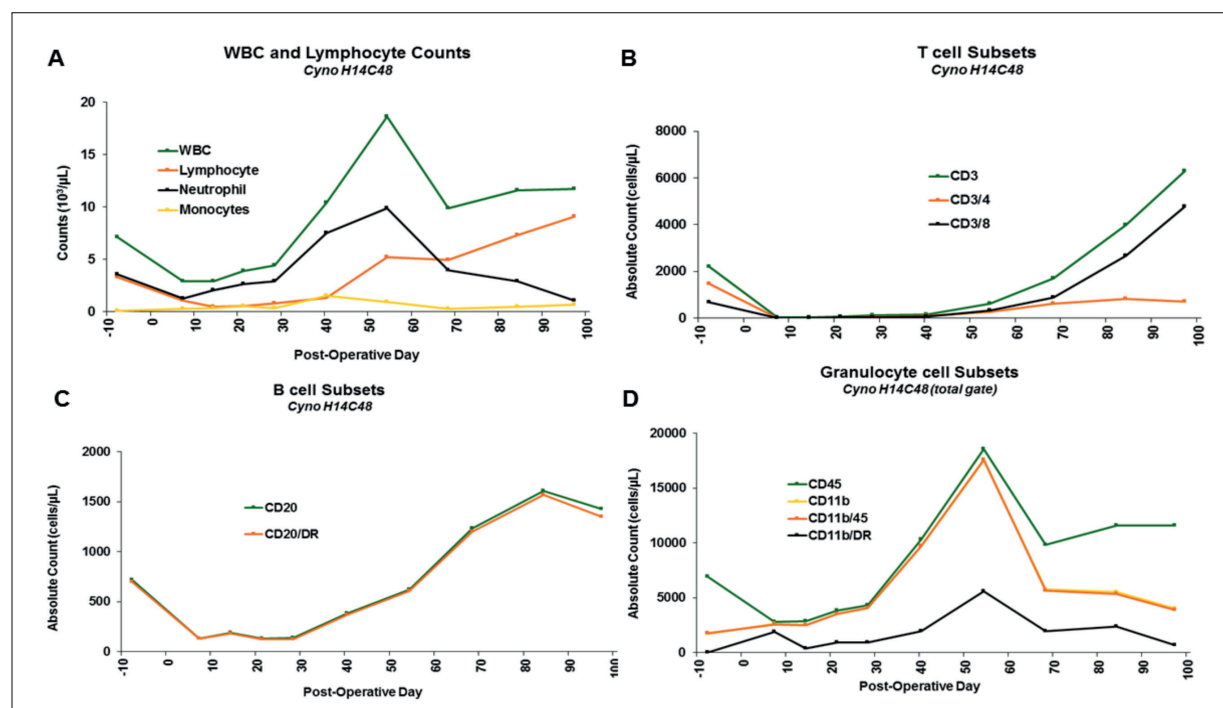 A
WBC and Lymphocyte Counts
Cyno H14C48
Counts (10³/µL)
20
15
10
5
0
WBC
Lymphocyte
Neutrophil
Monocytes
-10
0
10
20
30
40
50
60
70
80
90
100
Post-Operative Day
B
T cell Subsets
Cyno H14C48
Absolute Count (cells/µL)
8000
6000
4000
2000
0
CD3
CD3/4
CD3/8
-10
0
10
20
30
40
50
60
70
80
90
100
Post-Operative Day
C
B cell Subsets
Cyno H14C48
Absolute Count (cells/µL)
2000
1500
1000
500
0
CD20
CD20/DR
-10
0
10
20
30
40
50
60
70
80
90
100
Post-Operative Day
D
Granulocyte cell Subsets
Cyno H14C48 (total gate)
Absolute Count (cells/µL)
20000
15000
10000
5000
0
CD45
CD11b
CD11b/45
CD11b/DR
-10
0
10
20
30
40
50
60
70
80
90
100
Post-Operative Day